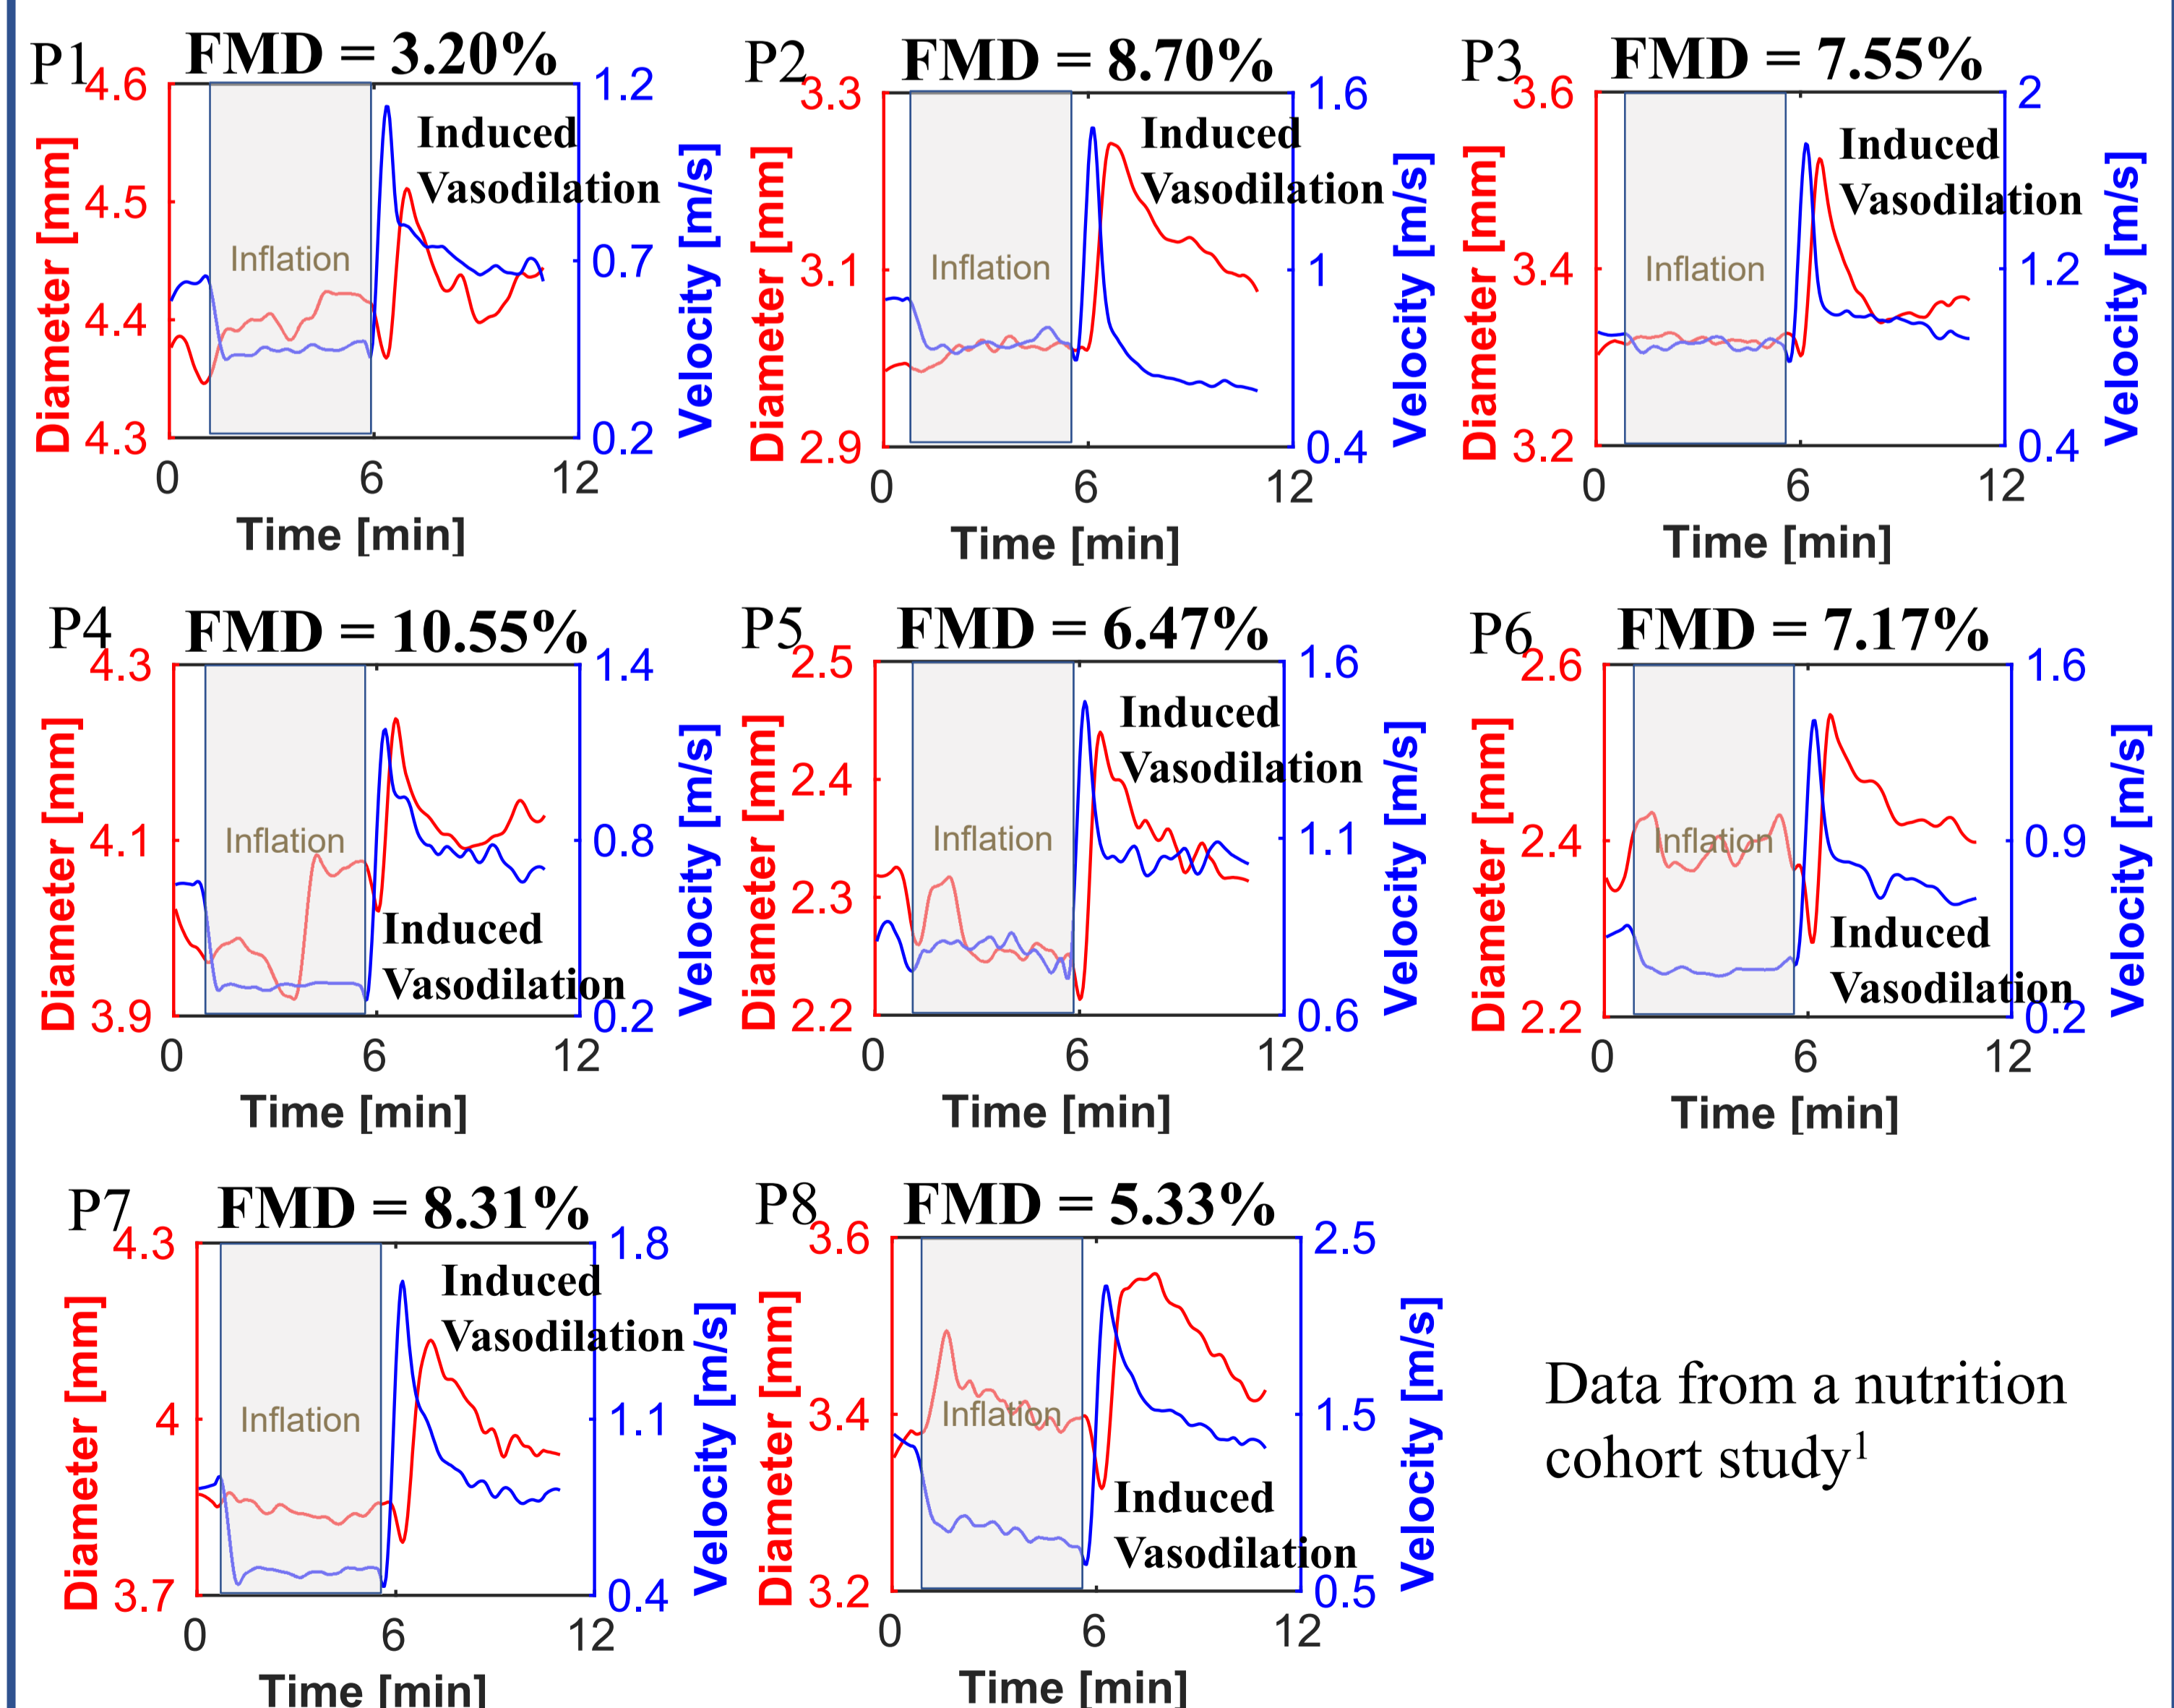 P1 FMD = 3.20%
4.6
4.5
4.4
4.3
1.2
0.7
0.2
Diameter [mm]
Velocity [m/s]
Inflation
Induced
Vasodilation
0 6 12
Time [min]
P2 FMD = 8.70%
3.3
3.1
2.9
1.6
1
0.4
Diameter [mm]
Velocity [m/s]
Inflation
Induced
Vasodilation
0 6 12
Time [min]
P3 FMD = 7.55%
3.6
3.4
3.2
2
1.2
0.4
Diameter [mm]
Velocity [m/s]
Inflation
Induced
Vasodilation
0 6 12
Time [min]
P4 FMD = 10.55%
4.3
4.1
3.9
1.4
0.8
0.2
Diameter [mm]
Velocity [m/s]
Inflation
Induced
Vasodilation
0 6 12
Time [min]
P5 FMD = 6.47%
2.5
2.4
2.3
2.2
1.6
1.1
0.6
Diameter [mm]
Velocity [m/s]
Inflation
Induced
Vasodilation
0 6 12
Time [min]
P6 FMD = 7.17%
2.6
2.4
2.2
1.6
0.9
0.2
Diameter [mm]
Velocity [m/s]
Inflation
Induced
Vasodilation
0 6 12
Time [min]
P7 FMD = 8.31%
4.3
4
3.7
1.8
1.1
0.4
Diameter [mm]
Velocity [m/s]
Inflation
Induced
Vasodilation
0 6 12
Time [min]
P8 FMD = 5.33%
3.6
3.4
3.2
2.5
1.5
0.5
Diameter [mm]
Velocity [m/s]
Inflation
Induced
Vasodilation
0 6 12
Time [min]
Data from a nutrition
cohort study¹